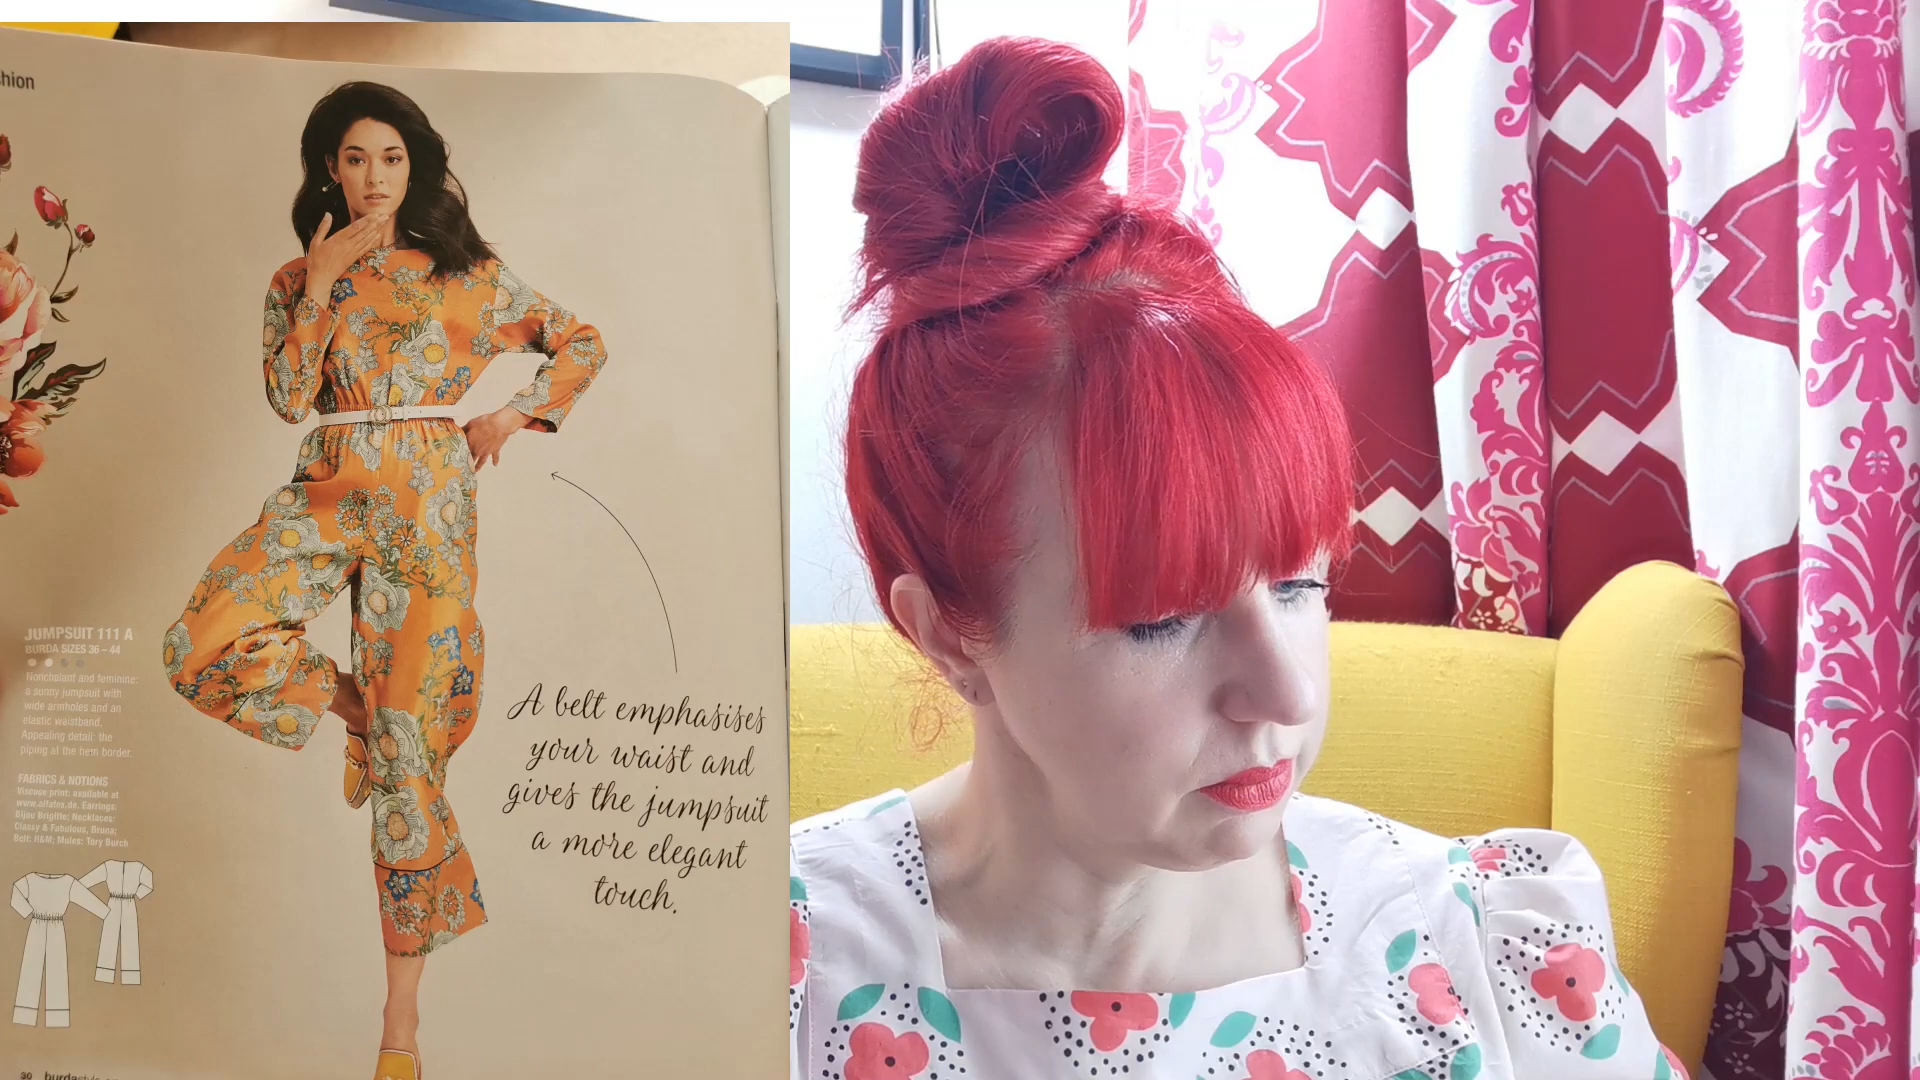 shion
JUMPSUIT 111 A
BURDA SIZES 36 – 44
Nonchalant and feminine:
a sunny jumpsuit with
wide armholes and an
elastic waistband.
Appealing detail: the
piping at the hem border.
FABRICS & NOTIONS
Viscose print: available at
www.alfatex.de. Earrings:
Bijou Brigitte; Necklaces:
Classy & Fabulous, Bruna;
Belt: H&M; Mules: Tory Burch
A belt emphasises
your waist and
gives the jumpsuit
a more elegant
touch.
30 burdastyle